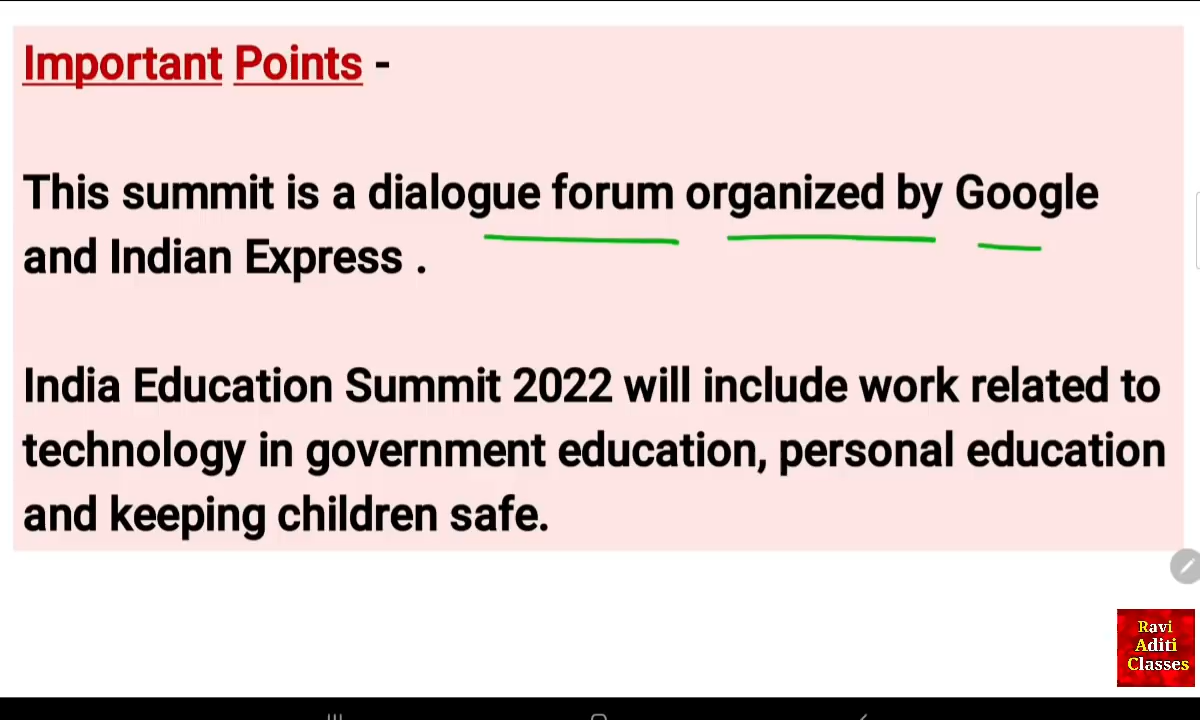 Important Points -
This summit is a dialogue forum organized by Google
and Indian Express .
India Education Summit 2022 will include work related to
technology in government education, personal education
and keeping children safe.
Ravi
Aditi
Classes